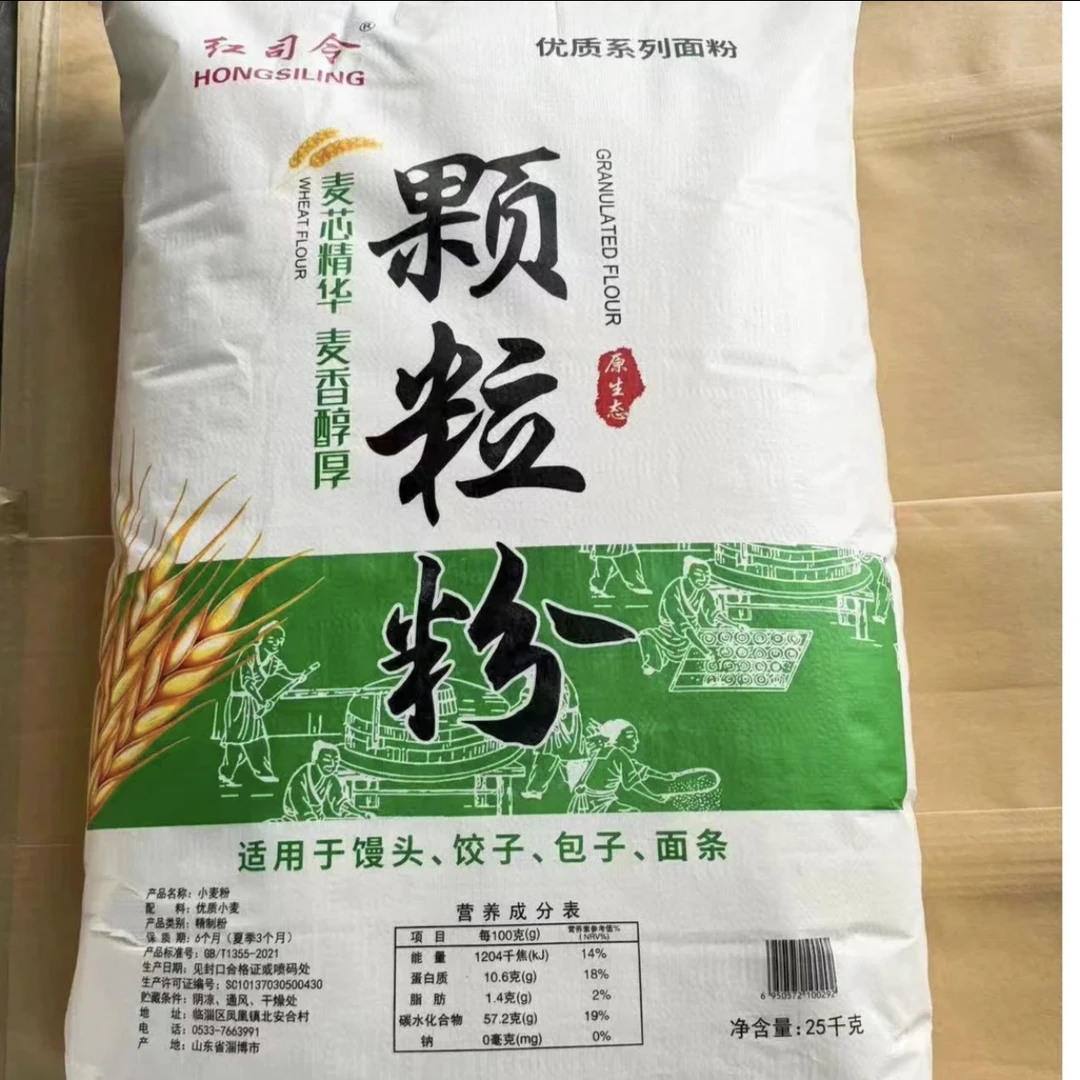 红司令®
HONGSILING
优质系列面粉
颗粒粉
GRANULATED FLOUR
原生态
麦芯精华 麦香醇厚
WHEAT FLOUR
适用于馒头、饺子、包子、面条
产品名称：小麦粉
配 料：优质小麦
产品类别：精制粉
保 质 期：6个月（夏季3个月）
产品标准号：GB/T1355-2021
生产日期：见封口合格证或喷码处
生产许可证编号：SC10137030500430
贮藏条件：阴凉、通风、干燥处
地 址：临淄区凤凰镇北安合村
电 话：0533-7663991
产 地：山东省淄博市
营养成分表
项 目 每100克(g) 营养素参考值%(NRV%)
能 量 1204千焦(kJ) 14%
蛋白质 10.6克(g) 18%
脂 肪 1.4克(g) 2%
碳水化合物 57.2克(g) 19%
钠 0毫克(mg) 0%
6 950572 100292
净含量：25千克